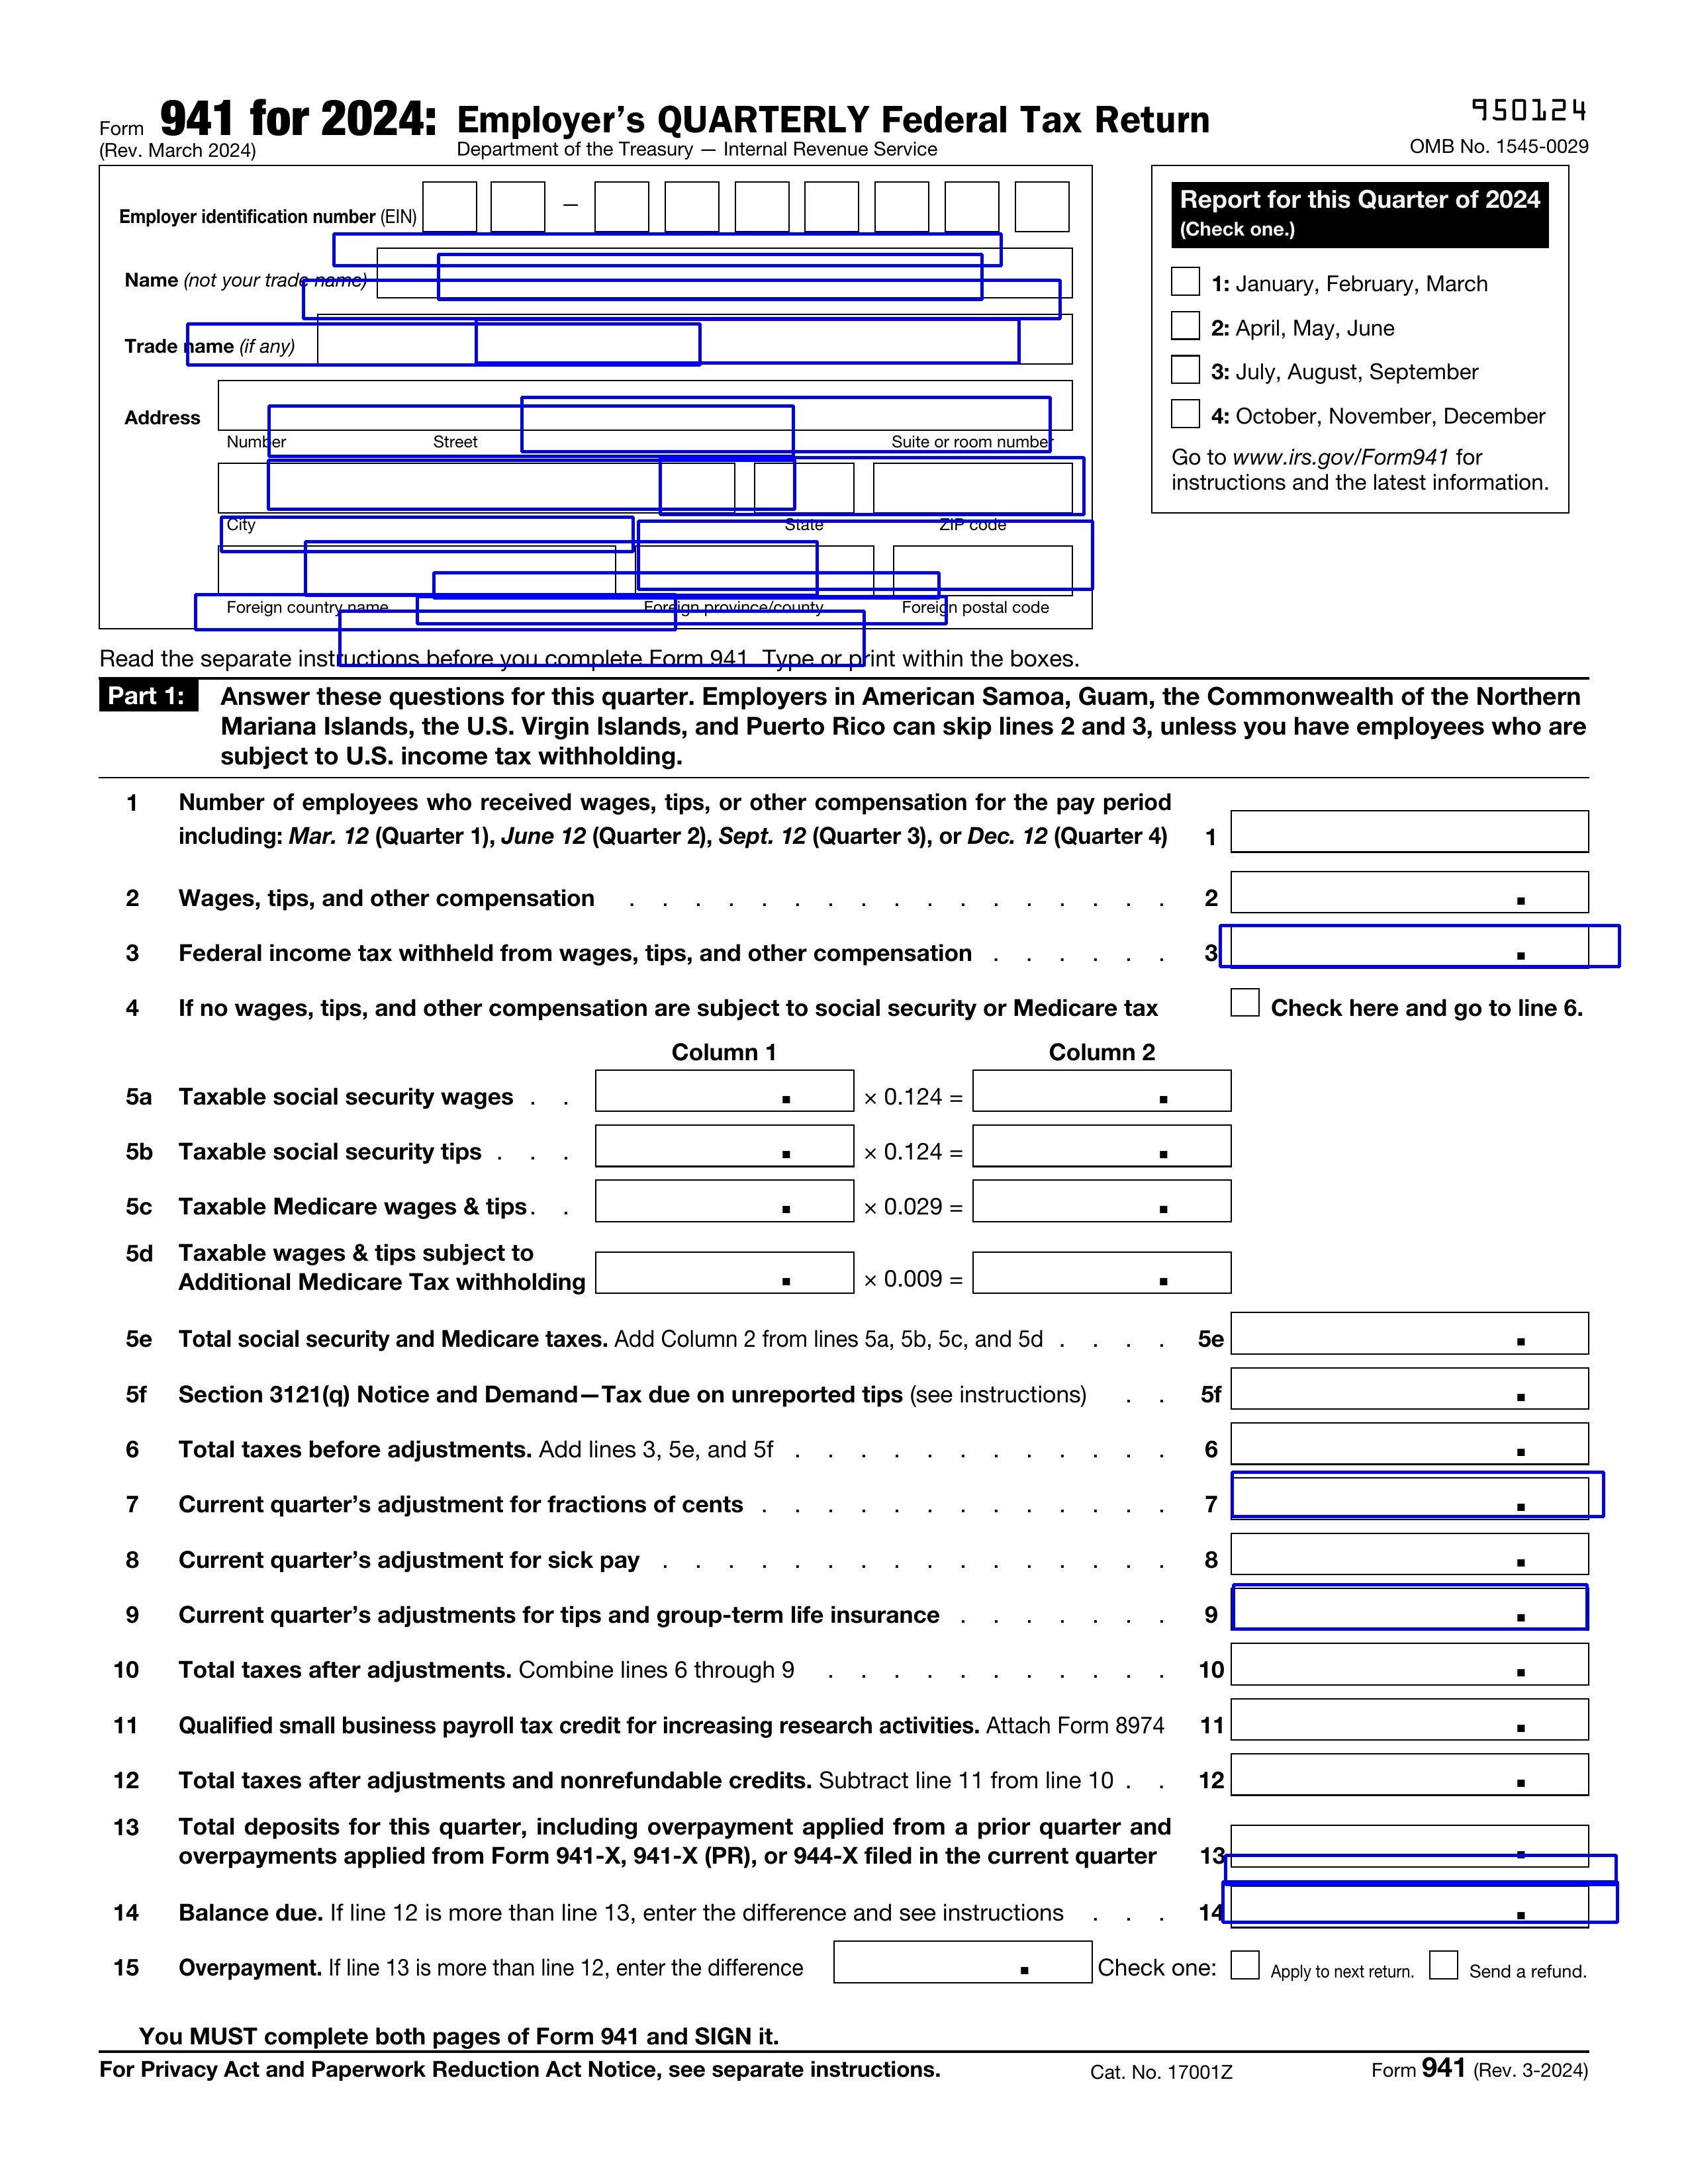 Form 941 for 2024: Employer's QUARTERLY Federal Tax Return 950124
(Rev. March 2024) Department of the Treasury — Internal Revenue Service OMB No. 1545-0029
Employer identification number (EIN) –
Name (not your trade name)
Trade name (if any)
Address
Number Street Suite or room number
City State ZIP code
Foreign country name Foreign province/county Foreign postal code
Report for this Quarter of 2024
(Check one.)
1: January, February, March
2: April, May, June
3: July, August, September
4: October, November, December
Go to www.irs.gov/Form941 for
instructions and the latest information.
Read the separate instructions before you complete Form 941. Type or print within the boxes.
Part 1: Answer these questions for this quarter. Employers in American Samoa, Guam, the Commonwealth of the Northern
Mariana Islands, the U.S. Virgin Islands, and Puerto Rico can skip lines 2 and 3, unless you have employees who are
subject to U.S. income tax withholding.
1 Number of employees who received wages, tips, or other compensation for the pay period
including: Mar. 12 (Quarter 1), June 12 (Quarter 2), Sept. 12 (Quarter 3), or Dec. 12 (Quarter 4) 1
2 Wages, tips, and other compensation . . . . . . . . . . . . . . . . . 2 .
3 Federal income tax withheld from wages, tips, and other compensation . . . . . . 3 .
4 If no wages, tips, and other compensation are subject to social security or Medicare tax Check here and go to line 6.
Column 1 Column 2
5a Taxable social security wages . . . × 0.124 = .
5b Taxable social security tips . . . . × 0.124 = .
5c Taxable Medicare wages & tips . . . × 0.029 = .
5d Taxable wages & tips subject to
Additional Medicare Tax withholding . × 0.009 = .
5e Total social security and Medicare taxes. Add Column 2 from lines 5a, 5b, 5c, and 5d . . . . 5e .
5f Section 3121(q) Notice and Demand—Tax due on unreported tips (see instructions) . . 5f .
6 Total taxes before adjustments. Add lines 3, 5e, and 5f . . . . . . . . . . . . 6 .
7 Current quarter's adjustment for fractions of cents . . . . . . . . . . . . . 7 .
8 Current quarter's adjustment for sick pay . . . . . . . . . . . . . . . . 8 .
9 Current quarter's adjustments for tips and group-term life insurance . . . . . . . 9 .
10 Total taxes after adjustments. Combine lines 6 through 9 . . . . . . . . . . . 10 .
11 Qualified small business payroll tax credit for increasing research activities. Attach Form 8974 11 .
12 Total taxes after adjustments and nonrefundable credits. Subtract line 11 from line 10 . . 12 .
13 Total deposits for this quarter, including overpayment applied from a prior quarter and
overpayments applied from Form 941-X, 941-X (PR), or 944-X filed in the current quarter 13 .
14 Balance due. If line 12 is more than line 13, enter the difference and see instructions . . . 14 .
15 Overpayment. If line 13 is more than line 12, enter the difference . Check one: Apply to next return. Send a refund.
You MUST complete both pages of Form 941 and SIGN it.
For Privacy Act and Paperwork Reduction Act Notice, see separate instructions. Cat. No. 17001Z Form 941 (Rev. 3-2024)